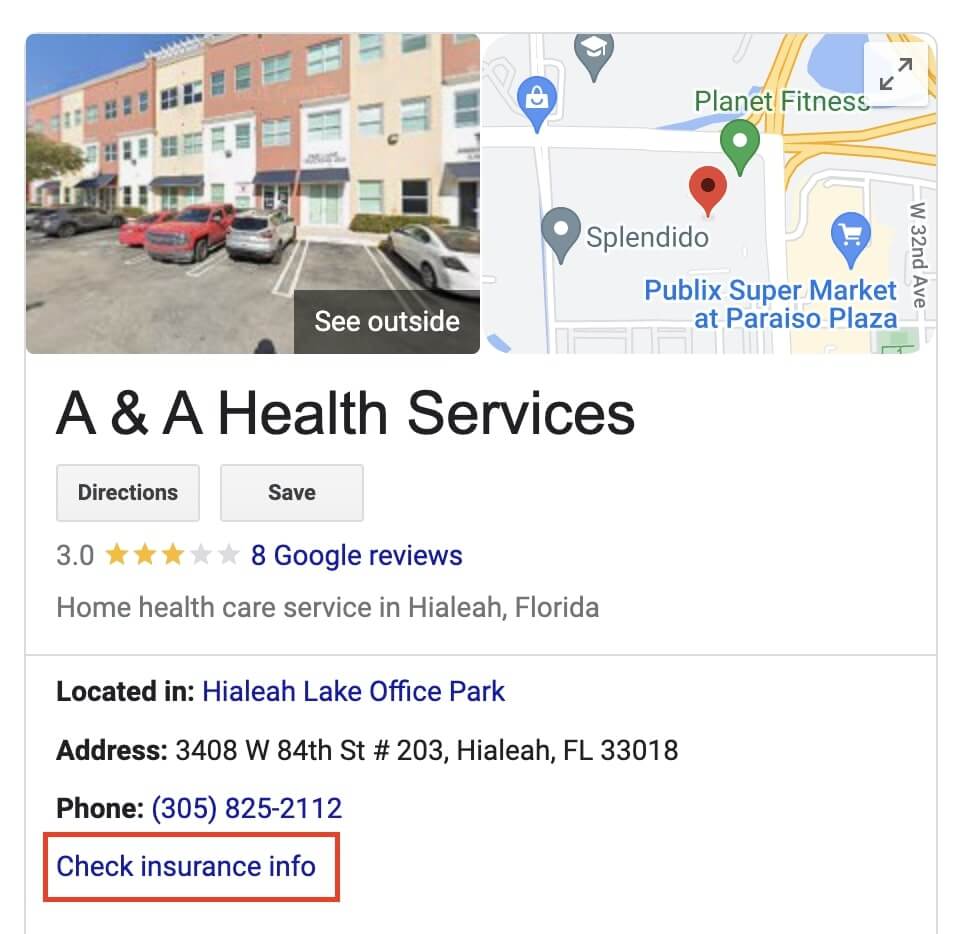 See outside
Planet Fitness
Splendido
Publix Super Market
at Paraiso Plaza
W 32nd Ave
A & A Health Services
Directions
Save
3.0
8 Google reviews
Home health care service in Hialeah, Florida
Located in: Hialeah Lake Office Park
Address: 3408 W 84th St # 203, Hialeah, FL 33018
Phone: (305) 825-2112
Check insurance info